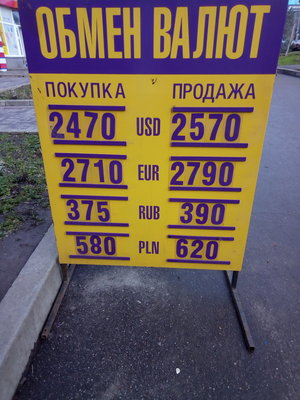 ОБМЕН ВАЛЮТ
ПОКУПКА ПРОДАЖА
2470 USD 2570
2710 EUR 2790
375 RUB 390
580 PLN 620